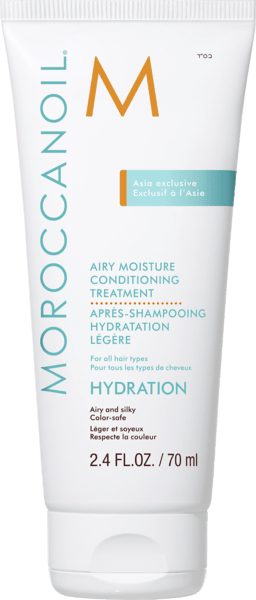 בס"ד
M
MOROCCANOIL®
Asia exclusive
Exclusif à l'Asie
AIRY MOISTURE
CONDITIONING
TREATMENT
APRÈS-SHAMPOOING
HYDRATATION
LÉGÈRE
For all hair types
Pour tous les types de cheveux
HYDRATION
Airy and silky
Color-safe
Léger et soyeux
Respecte la couleur
2.4 FL.OZ. / 70 ml